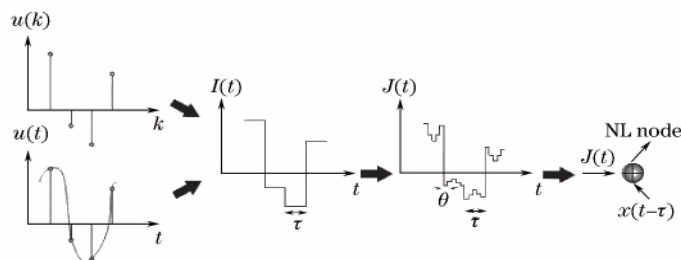 u(k)
k
u(t)
t
I(t)
t
τ
J(t)
t
θ
τ
NL node
J(t)
x(t−τ)